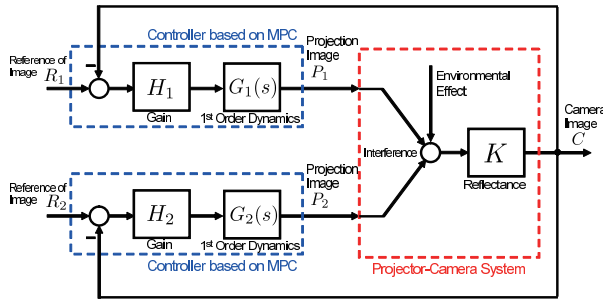 Controller based on MPC
Reference of
Image
R₁
–
H₁
Gain
G₁(s)
1st Order Dynamics
Projection
Image
P₁
Environmental
Effect
Interference
K
Reflectance
Camera
Image
C
Projector-Camera System
Reference of
Image
R₂
–
H₂
Gain
G₂(s)
1st Order Dynamics
Projection
Image
P₂
Controller based on MPC